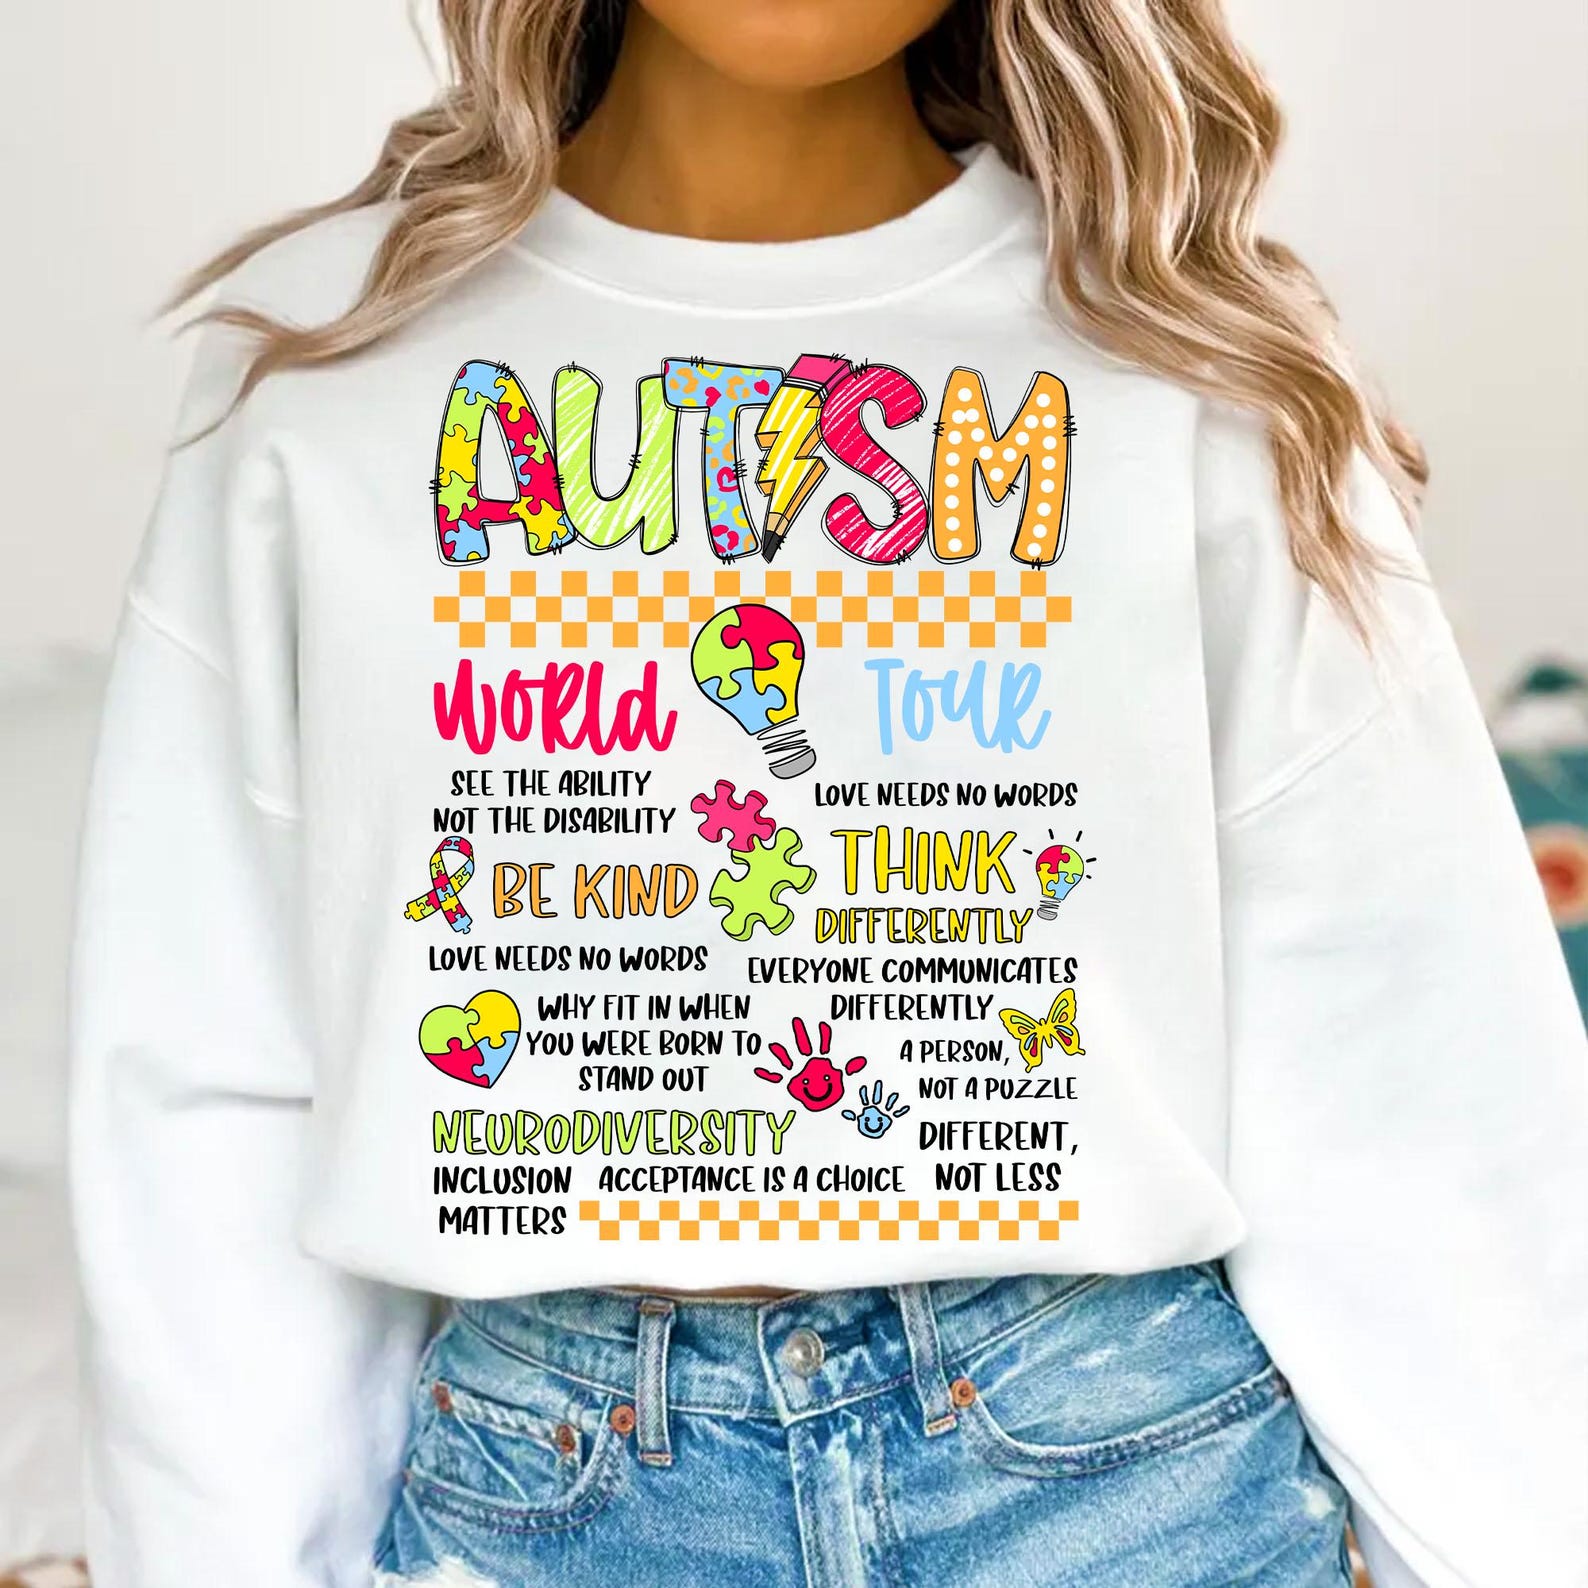 AUTISM
WORLD TOUR
SEE THE ABILITY
NOT THE DISABILITY
BE KIND
LOVE NEEDS NO WORDS
WHY FIT IN WHEN
YOU WERE BORN TO
STAND OUT
NEURODIVERSITY
INCLUSION
MATTERS
ACCEPTANCE IS A CHOICE
LOVE NEEDS NO WORDS
THINK
DIFFERENTLY
EVERYONE COMMUNICATES
DIFFERENTLY
A PERSON,
NOT A PUZZLE
DIFFERENT,
NOT LESS